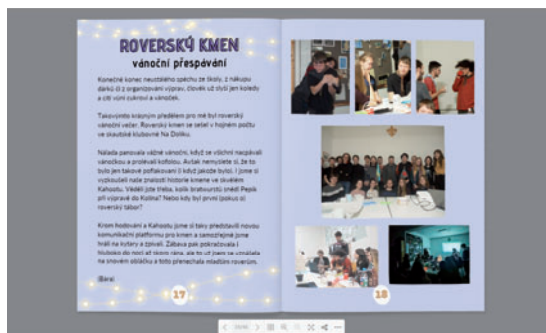 ROVERSKÝ KMEN
vánoční přespávání
Konečně konec neustálého spěchu ze školy, z nákupu
dárků či z organizování výprav, člověk už slyší jen koledy
a cítí vůni cukroví a vánoček.
Takovýmto krásným předělem pro mě byl roverský
vánoční večer. Roverský kmen se sešel v hojném počtu
ve skautské klubovně Na Dolíku.
Nálada panovala vážně vánoční, když se všichni nacpávali
vánočkou a prolévali kofolou. Avšak nemyslete si, že to
bylo jen takové poflakování (i když jakože bylo). I jsme si
vyzkoušeli naše znalosti historie kmene ve skvělém
Kahootu. Věděli jste třeba, kolik bratwurstů snědl Pepík
při výpravě do Kolína? Nebo kdy byl první (pokus o)
roverský tábor?
Krom hodování a Kahootu jsme si taky představili novou
komunikační platformu pro kmen a samozřejmě jsme
hráli na kytary a zpívali. Zábava pak pokračovala i
hluboko do noci až skoro rána, ale to už jsem se
na snovém obláčku a toto přenechala mladším roverům.
(Bára)
17
18